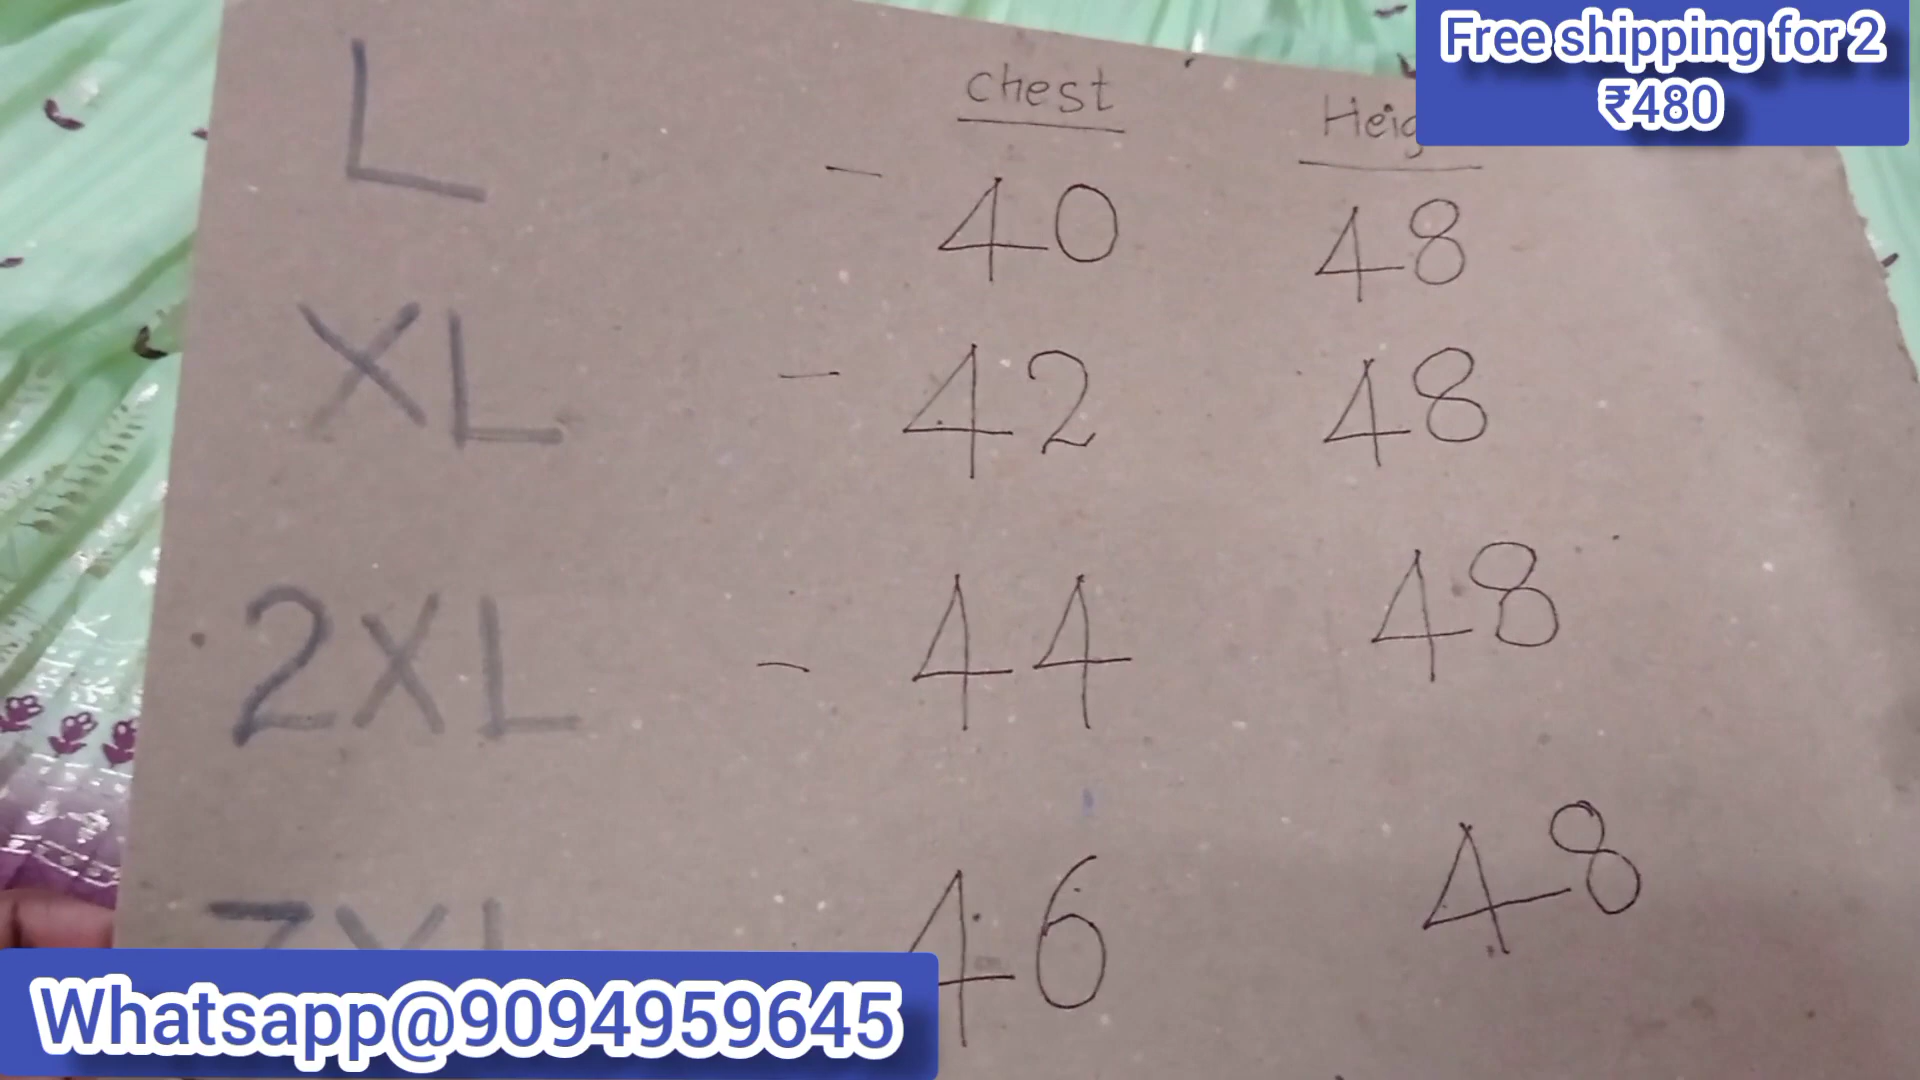 Free shipping for 2
₹480
chest
L - 40 48
XL - 42 48
2XL - 44 48
46 48
Whatsapp@9094959645